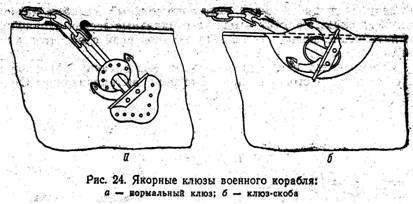 а
б
Рис. 24. Якорные клюзы военного корабля:
а — нормальный клюз; б — клюз-скоба